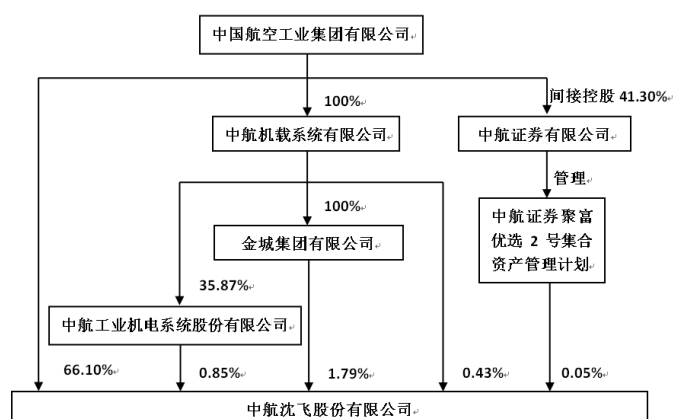 中国航空工业集团有限公司
100%
间接控股 41.30%
中航机载系统有限公司
中航证券有限公司
管理
100%
中航证券聚富
优选 2 号集合
资产管理计划
金城集团有限公司
35.87%
中航工业机电系统股份有限公司
66.10%
0.85%
1.79%
0.43%
0.05%
中航沈飞股份有限公司